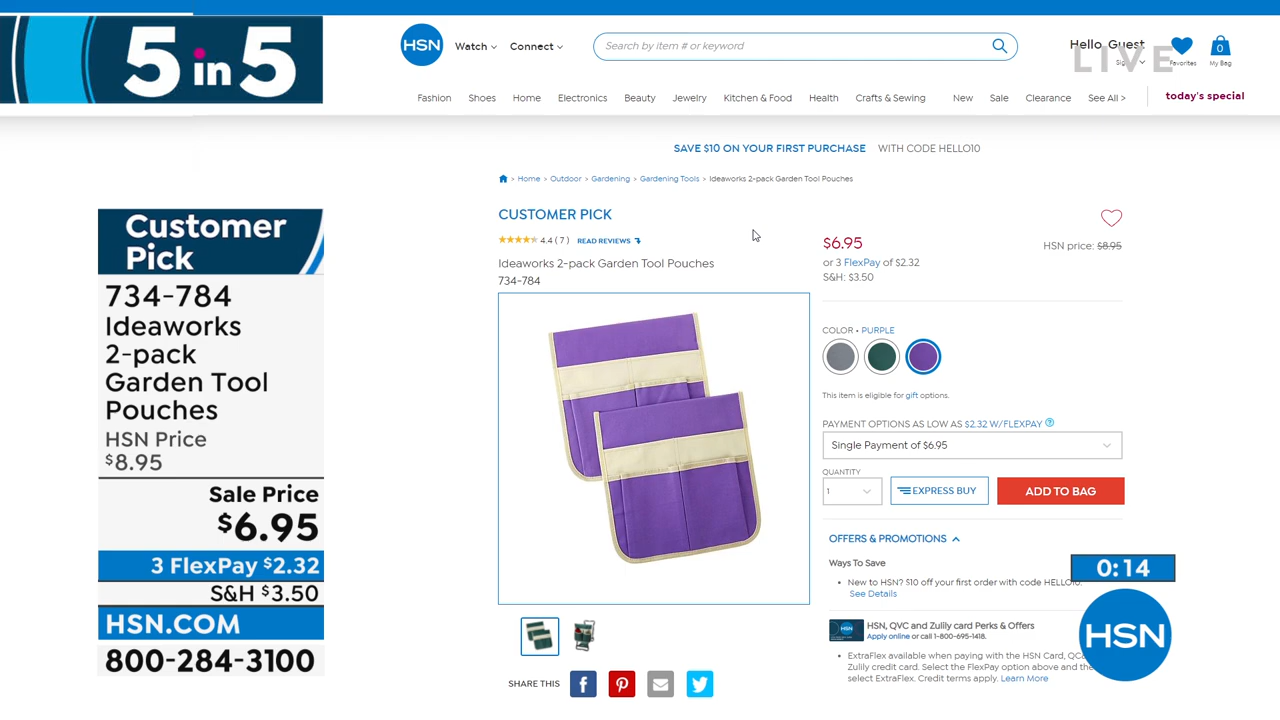 5 in 5
HSN
Watch
Connect
Search by item # or keyword
Hello, Guest
LIVE
Favorites
0
My Bag
Fashion
Shoes
Home
Electronics
Beauty
Jewelry
Kitchen & Food
Health
Crafts & Sewing
New
Sale
Clearance
See All >
today's special
SAVE $10 ON YOUR FIRST PURCHASE WITH CODE HELLO10
> Home > Outdoor > Gardening > Gardening Tools > Ideaworks 2-pack Garden Tool Pouches
Customer
Pick
734-784
Ideaworks
2-pack
Garden Tool
Pouches
HSN Price
$8.95
Sale Price
$6.95
3 FlexPay $2.32
S&H $3.50
HSN.COM
800-284-3100
CUSTOMER PICK
4.4 ( 7 ) READ REVIEWS
Ideaworks 2-pack Garden Tool Pouches
734-784
SHARE THIS
$6.95
HSN price: $8.95
or 3 FlexPay of $2.32
S&H: $3.50
COLOR • PURPLE
This item is eligible for gift options.
PAYMENT OPTIONS AS LOW AS $2.32 W/FLEXPAY ?
Single Payment of $6.95
QUANTITY
1
EXPRESS BUY
ADD TO BAG
OFFERS & PROMOTIONS
Ways To Save
• New to HSN? $10 off your first order with code HELLO10.
See Details
HSN, QVC and Zulily card Perks & Offers
Apply online or call 1-800-695-1418.
• ExtraFlex available when paying with the HSN Card, QC
Zulily credit card. Select the FlexPay option above and the
select ExtraFlex. Credit terms apply. Learn More
0:14
HSN